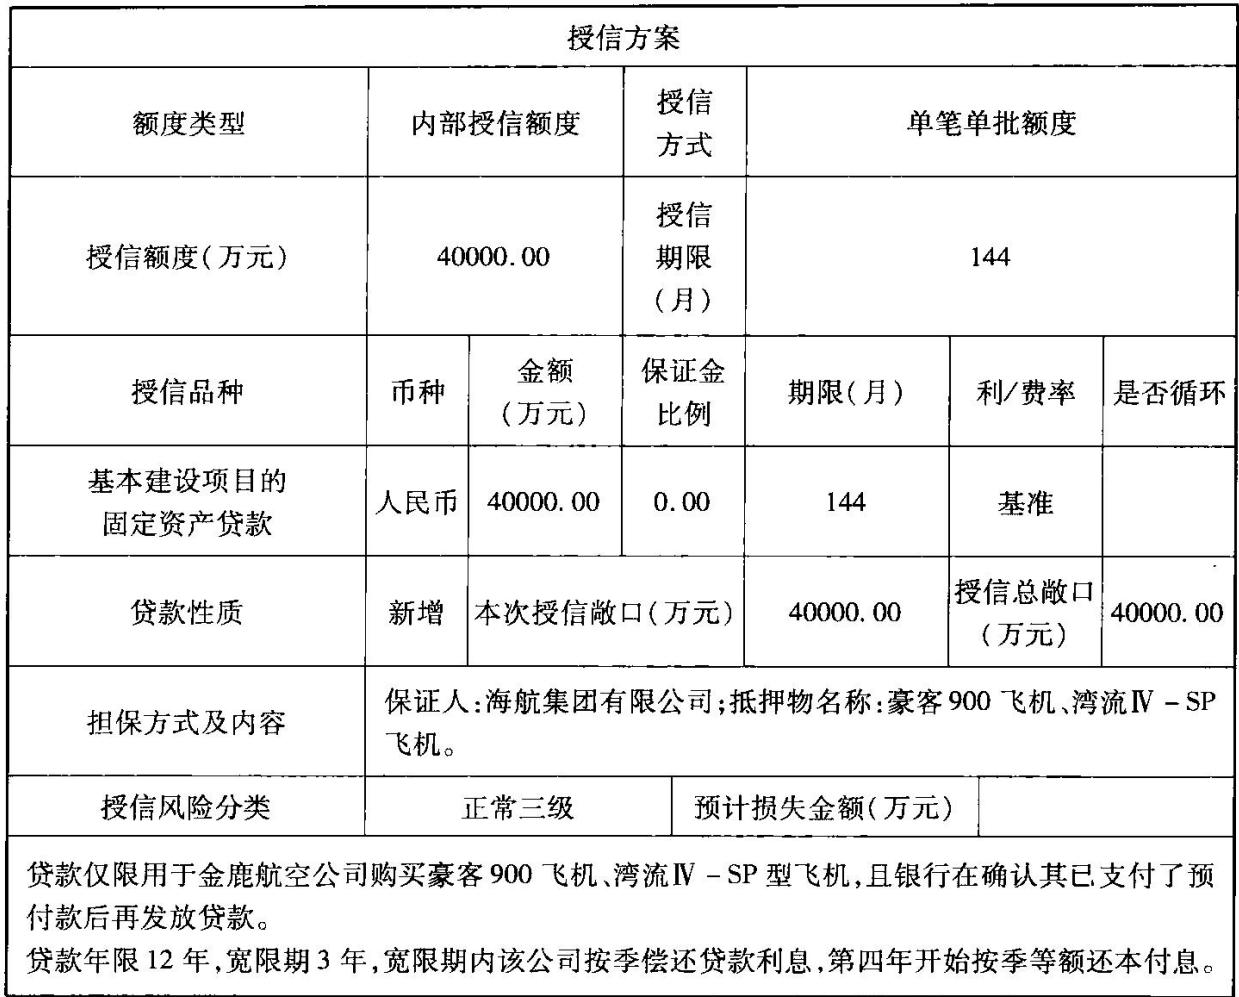 授信方案
额度类型
内部授信额度
授信
方式
单笔单批额度
授信额度(万元)
40000.00
授信
期限
(月)
144
授信品种
币种
金额
(万元)
保证金
比例
期限(月)
利/费率
是否循环
基本建设项目的
固定资产贷款
人民币
40000.00
0.00
144
基准
贷款性质
新增
本次授信敞口(万元)
40000.00
授信总敞口
(万元)
40000.00
担保方式及内容
保证人:海航集团有限公司;抵押物名称:豪客900飞机、湾流Ⅳ-SP
飞机。
授信风险分类
正常三级
预计损失金额(万元)
贷款仅限用于金鹿航空公司购买豪客900飞机、湾流Ⅳ-SP型飞机,且银行在确认其已支付了预
付款后再发放贷款。
贷款年限12年,宽限期3年,宽限期内该公司按季偿还贷款利息,第四年开始按季等额还本付息。